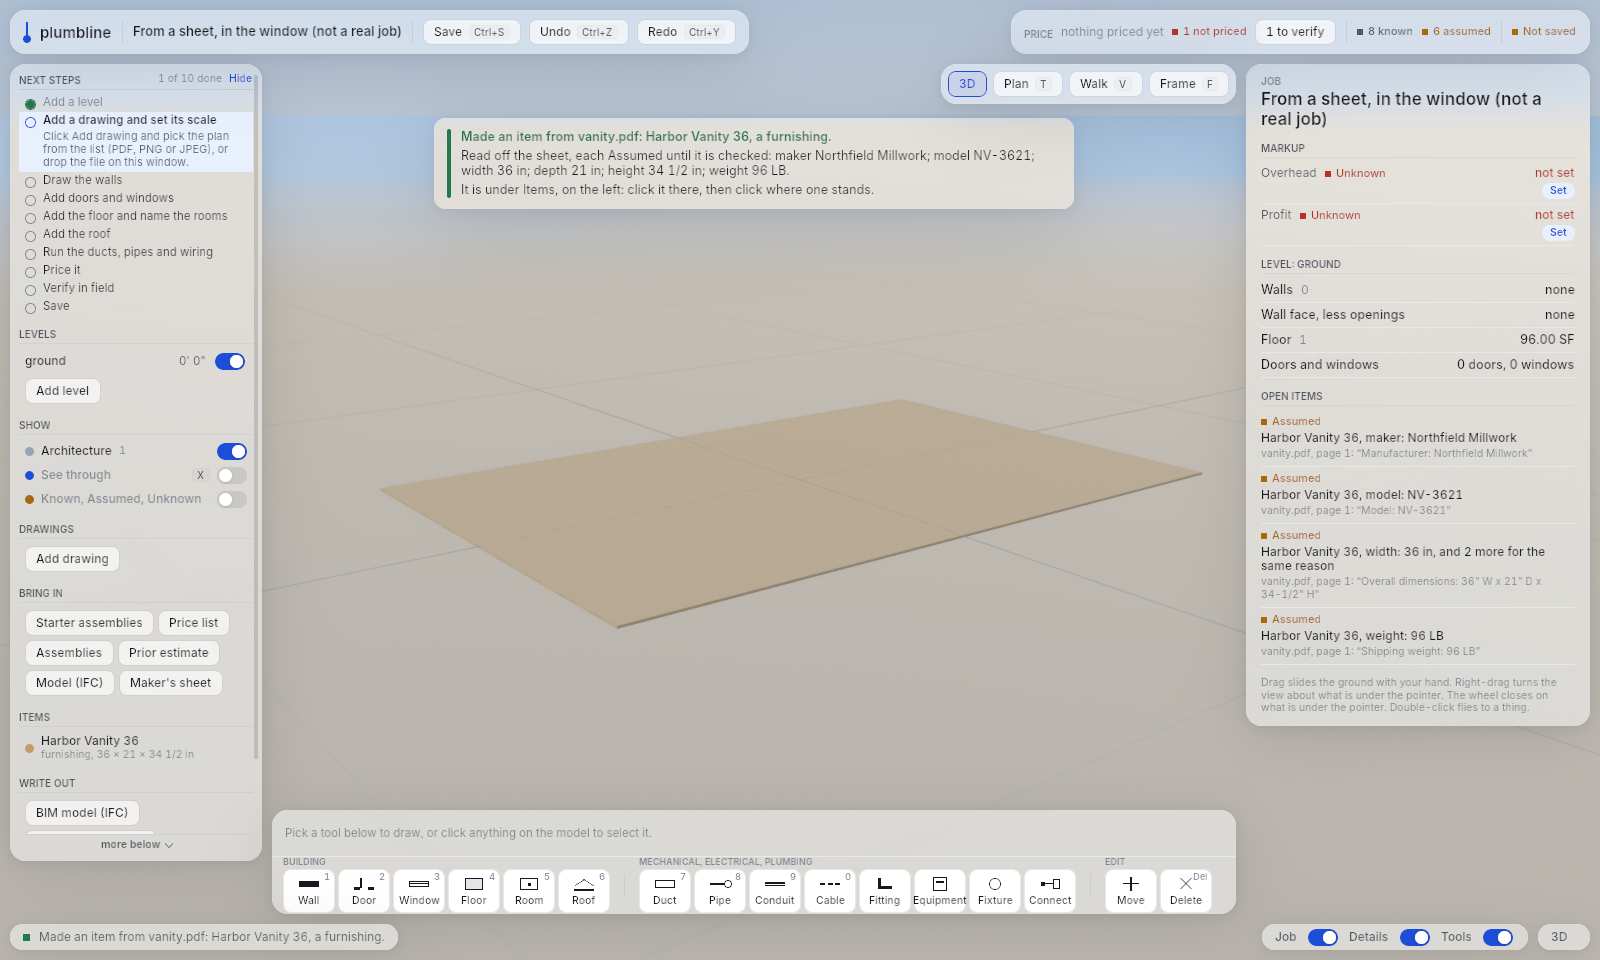 plumbline
From a sheet, in the window (not a real job)
Save Ctrl+S
Undo Ctrl+Z
Redo Ctrl+Y
PRICE nothing priced yet 1 not priced 1 to verify 8 known 6 assumed Not saved
NEXT STEPS 1 of 10 done Hide
Add a level
Add a drawing and set its scale
Click Add drawing and pick the plan
from the list (PDF, PNG or JPEG), or
drop the file on this window.
Draw the walls
Add doors and windows
Add the floor and name the rooms
Add the roof
Run the ducts, pipes and wiring
Price it
Verify in field
Save
LEVELS
ground 0' 0"
Add level
SHOW
Architecture 1
See through X
Known, Assumed, Unknown
DRAWINGS
Add drawing
BRING IN
Starter assemblies Price list
Assemblies Prior estimate
Model (IFC) Maker's sheet
ITEMS
Harbor Vanity 36
furnishing, 36 × 21 × 34 1/2 in
WRITE OUT
BIM model (IFC)
more below
3D Plan T Walk V Frame F
Made an item from vanity.pdf: Harbor Vanity 36, a furnishing.
Read off the sheet, each Assumed until it is checked: maker Northfield Millwork; model NV-3621;
width 36 in; depth 21 in; height 34 1/2 in; weight 96 LB.
It is under Items, on the left: click it there, then click where one stands.
JOB
From a sheet, in the window (not a
real job)
MARKUP
Overhead Unknown not set
Set
Profit Unknown not set
Set
LEVEL: GROUND
Walls 0 none
Wall face, less openings none
Floor 1 96.00 SF
Doors and windows 0 doors, 0 windows
OPEN ITEMS
Assumed
Harbor Vanity 36, maker: Northfield Millwork
vanity.pdf, page 1: "Manufacturer: Northfield Millwork"
Assumed
Harbor Vanity 36, model: NV-3621
vanity.pdf, page 1: "Model: NV-3621"
Assumed
Harbor Vanity 36, width: 36 in, and 2 more for the
same reason
vanity.pdf, page 1: "Overall dimensions: 36" W x 21" D x
34-1/2" H"
Assumed
Harbor Vanity 36, weight: 96 LB
vanity.pdf, page 1: "Shipping weight: 96 LB"
Drag slides the ground with your hand. Right-drag turns the
view about what is under the pointer. The wheel closes on
what is under the pointer. Double-click flies to a thing.
Pick a tool below to draw, or click anything on the model to select it.
BUILDING MECHANICAL, ELECTRICAL, PLUMBING EDIT
1 2 3 4 5 6 7 8 9 0 Del
Wall Door Window Floor Room Roof Duct Pipe Conduit Cable Fitting Equipment Fixture Connect Move Delete
Made an item from vanity.pdf: Harbor Vanity 36, a furnishing.
Job Details Tools 3D